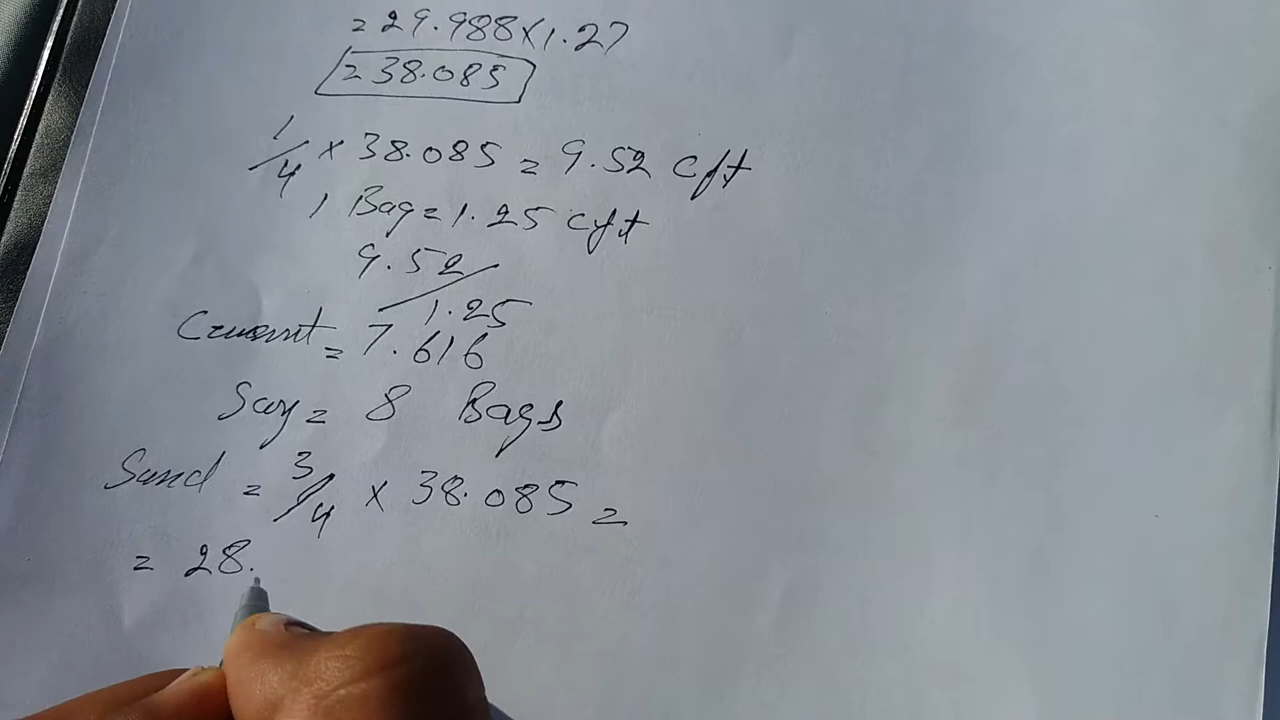 = 29.988 × 1.27
= 38.085
1/4 × 38.085 = 9.52 cft
1 Bag = 1.25 cft
9.52/1.25
Cement = 7.616
Say = 8 Bags
Sand = 3/4 × 38.085 =
= 28.